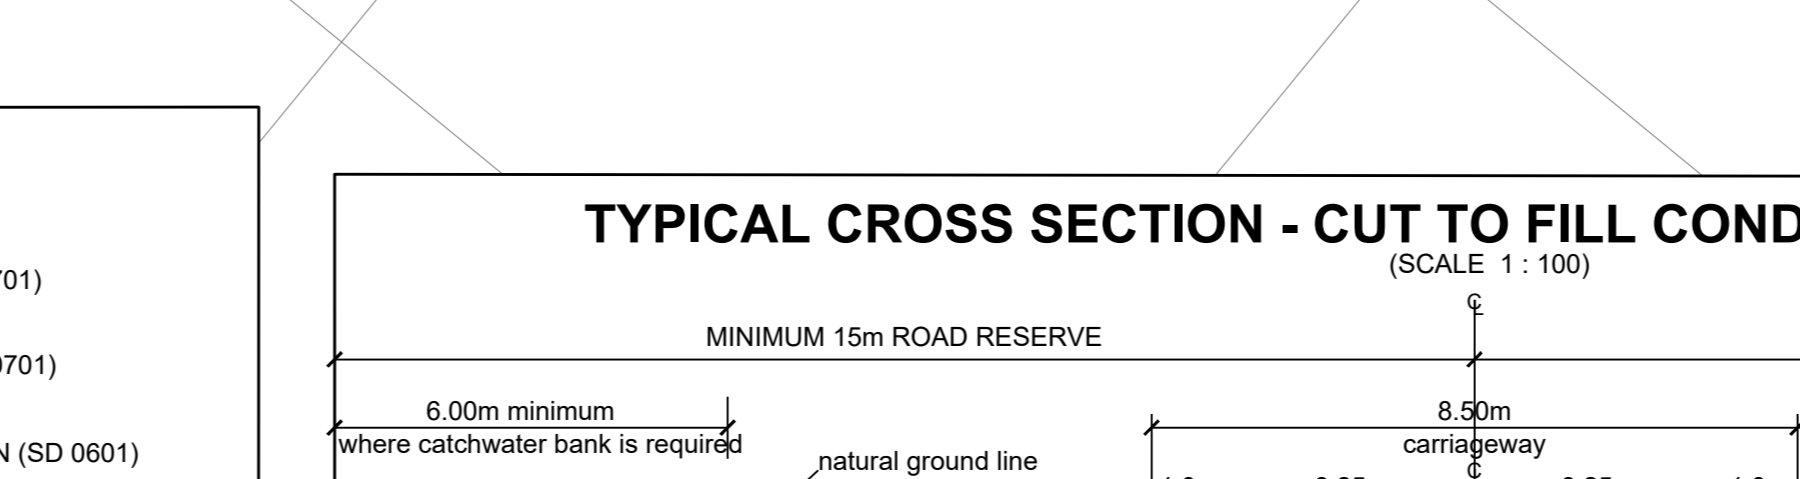 TYPICAL CROSS SECTION - CUT TO FILL COND
(SCALE 1 : 100)
701)
℄
MINIMUM 15m ROAD RESERVE
0701)
6.00m minimum
8.50m
where catchwater bank is required
carriageway
N (SD 0601)
natural ground line